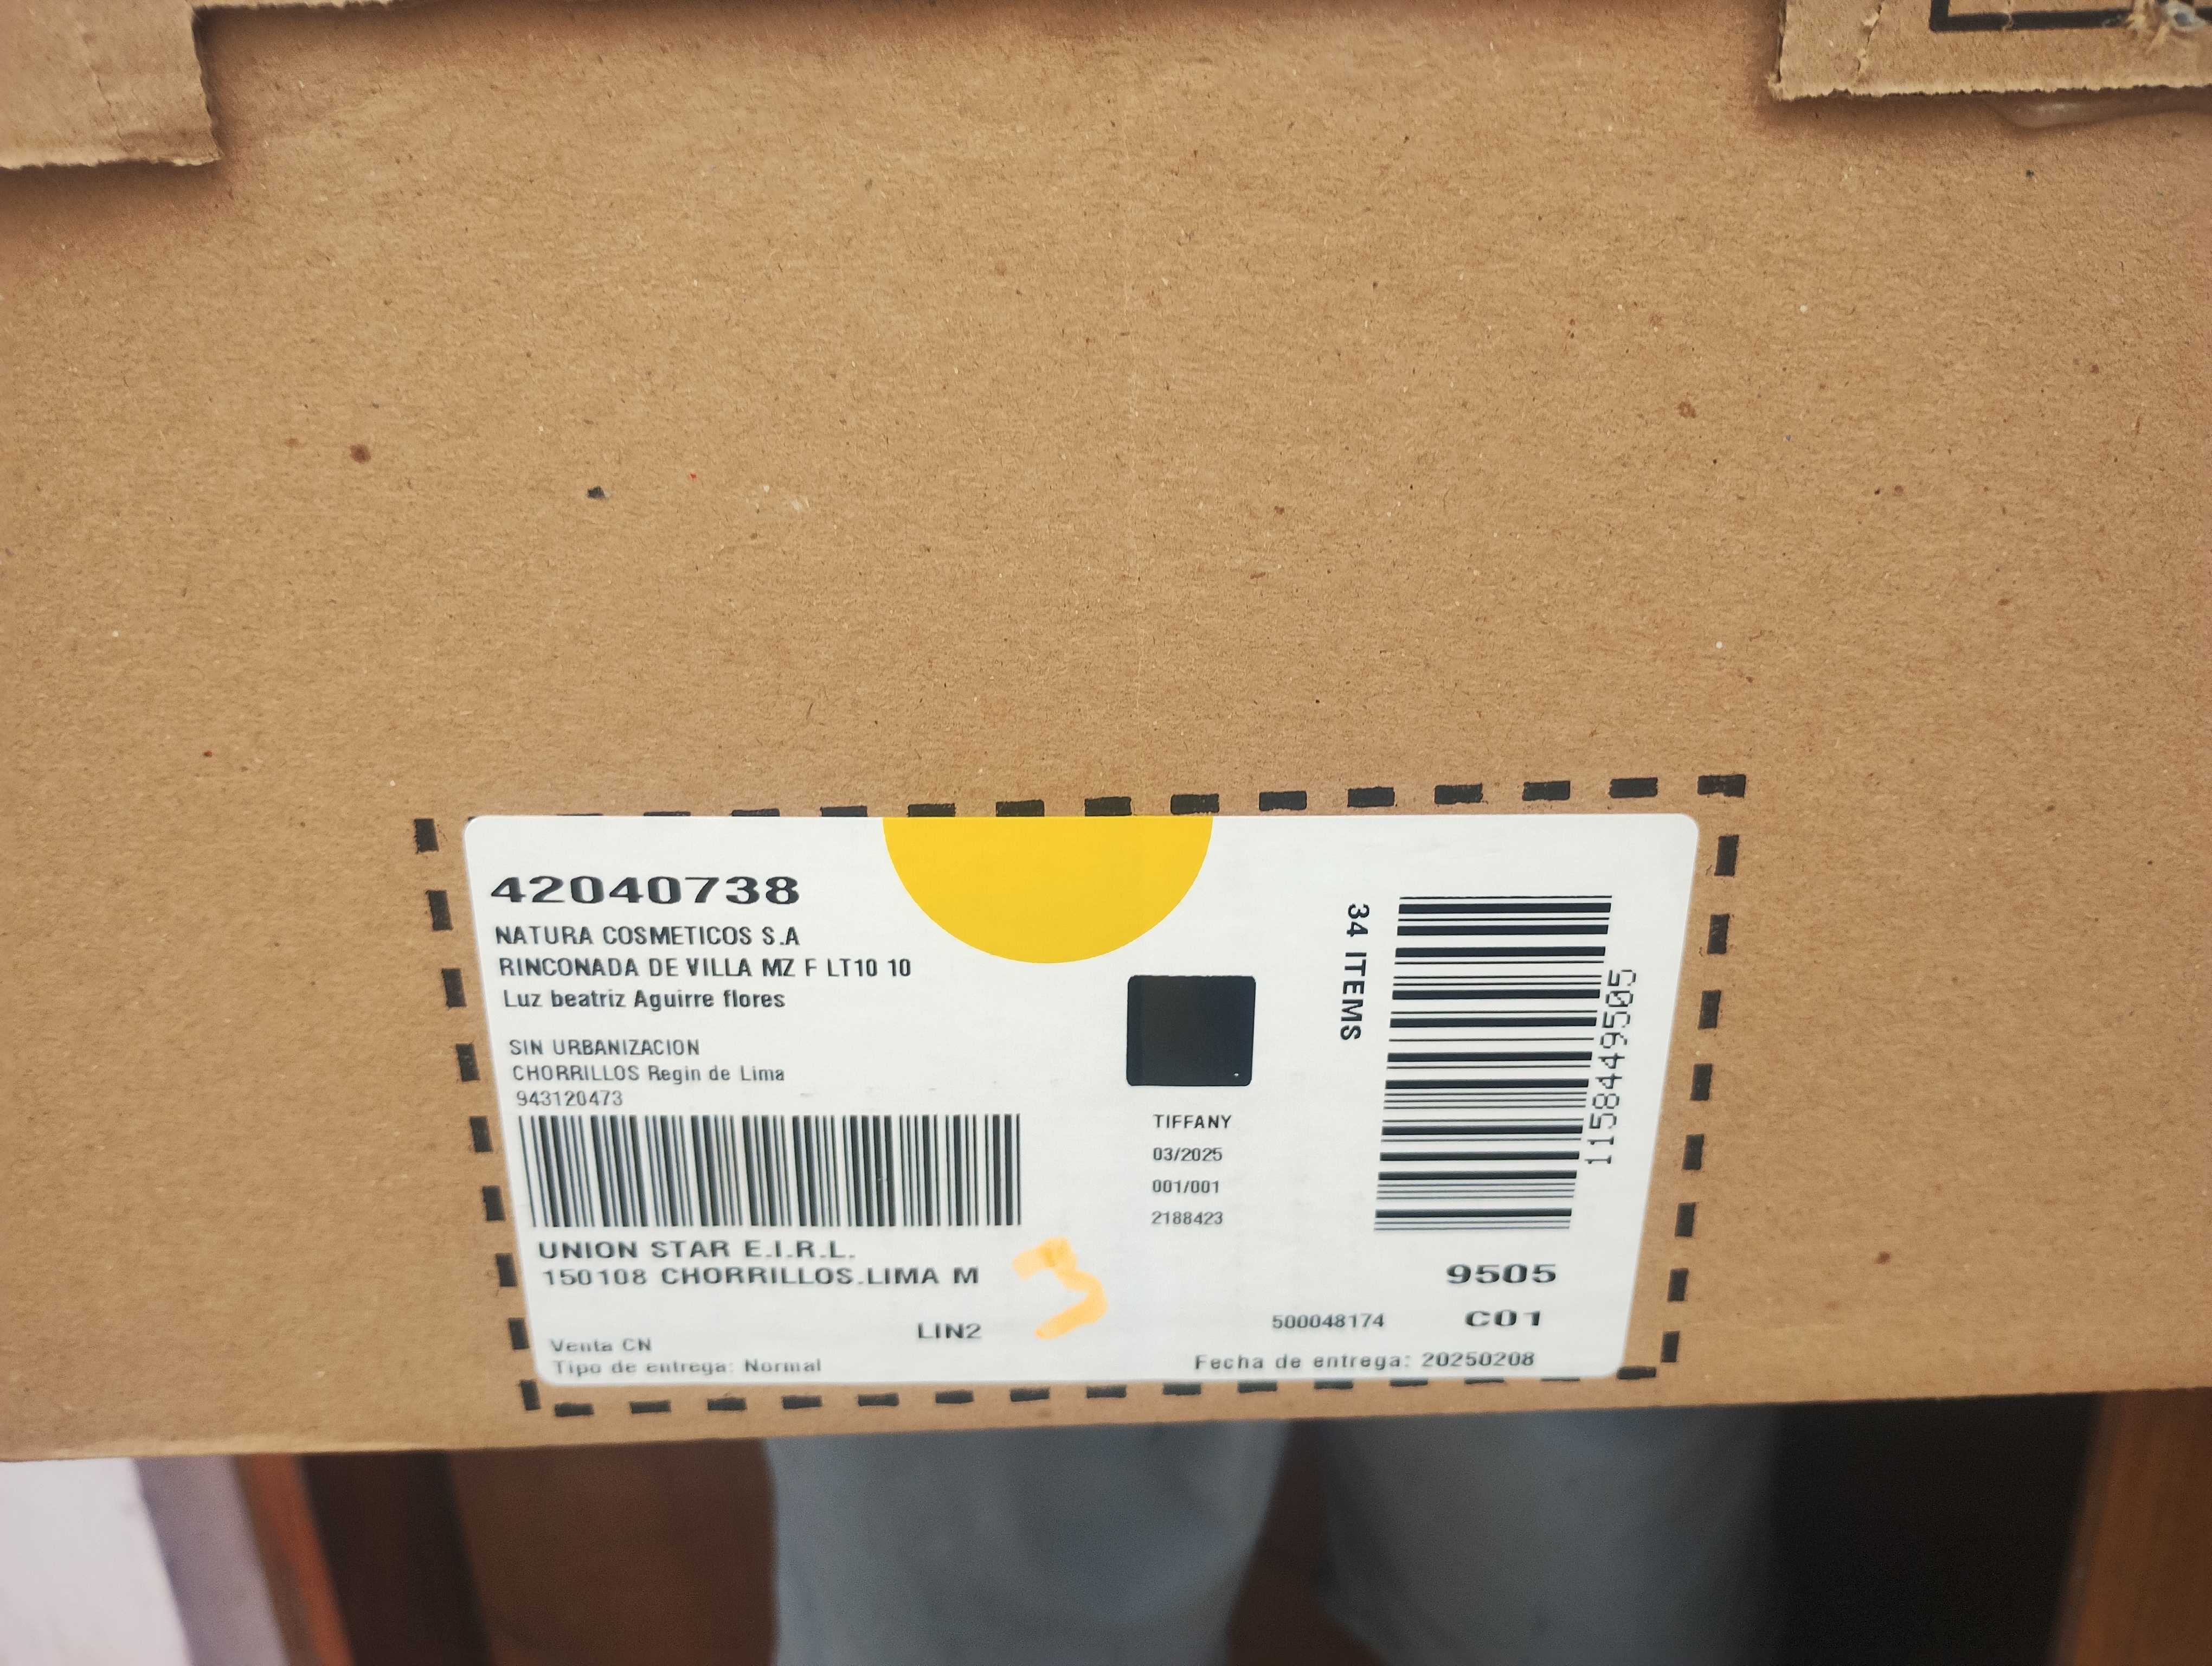 42040738
NATURA COSMETICOS S.A
RINCONADA DE VILLA MZ F LT10 10
Luz beatriz Aguirre flores
SIN URBANIZACION
CHORRILLOS Regin de Lima
943120473
UNION STAR E.I.R.L.
150108 CHORRILLOS.LIMA M
LIN2
3
Venta CN
Tipo de entrega: Normal
TIFFANY
03/2025
001/001
2188423
34 ITEMS
1158449505
9505
500048174 C01
Fecha de entrega: 20250208